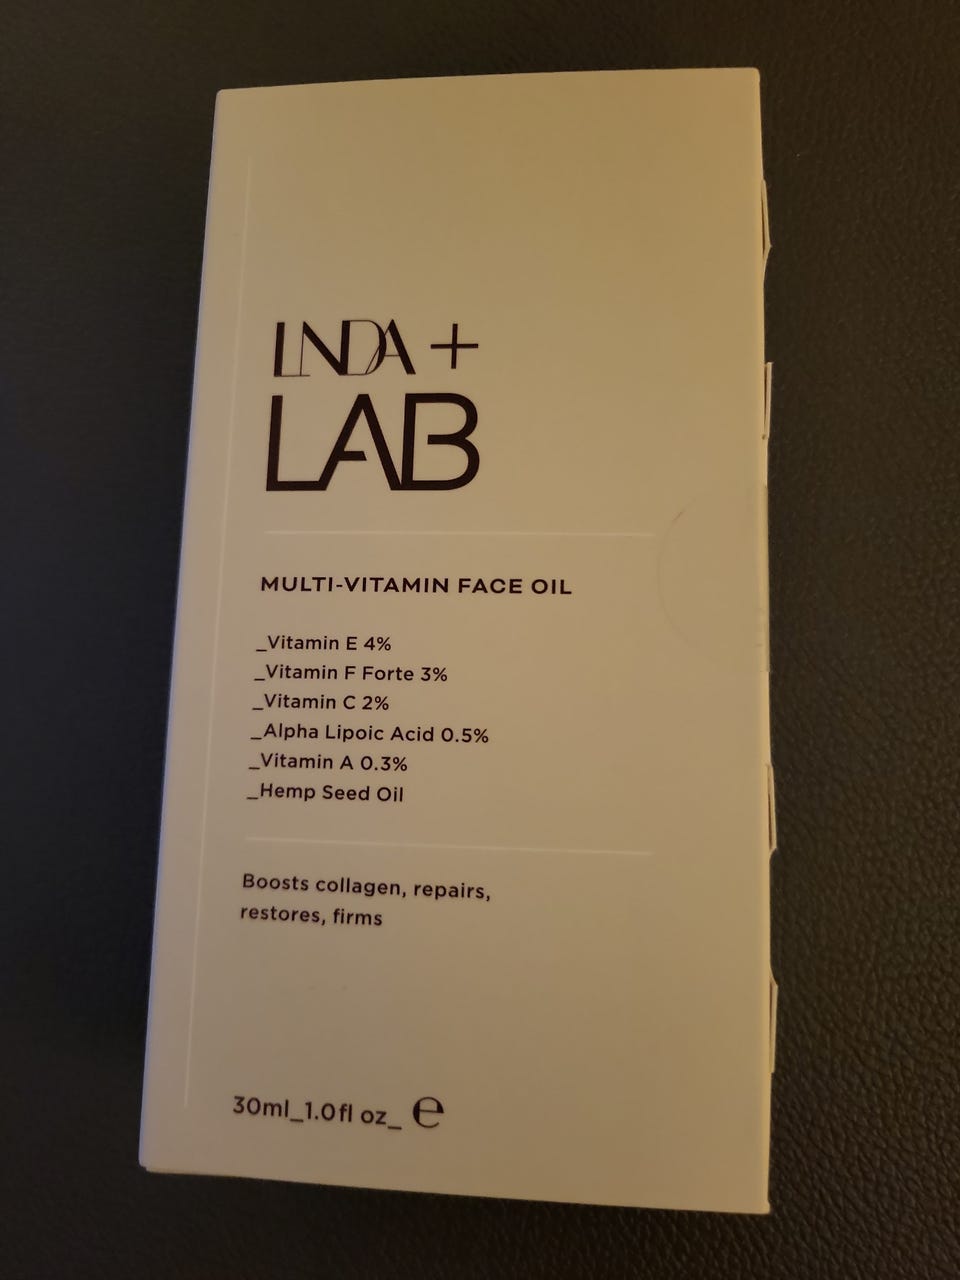 LNDA +
LAB
MULTI-VITAMIN FACE OIL
_Vitamin E 4%
_Vitamin F Forte 3%
_Vitamin C 2%
_Alpha Lipoic Acid 0.5%
_Vitamin A 0.3%
_Hemp Seed Oil
Boosts collagen, repairs,
restores, firms
30ml_1.0fl oz_ ℮